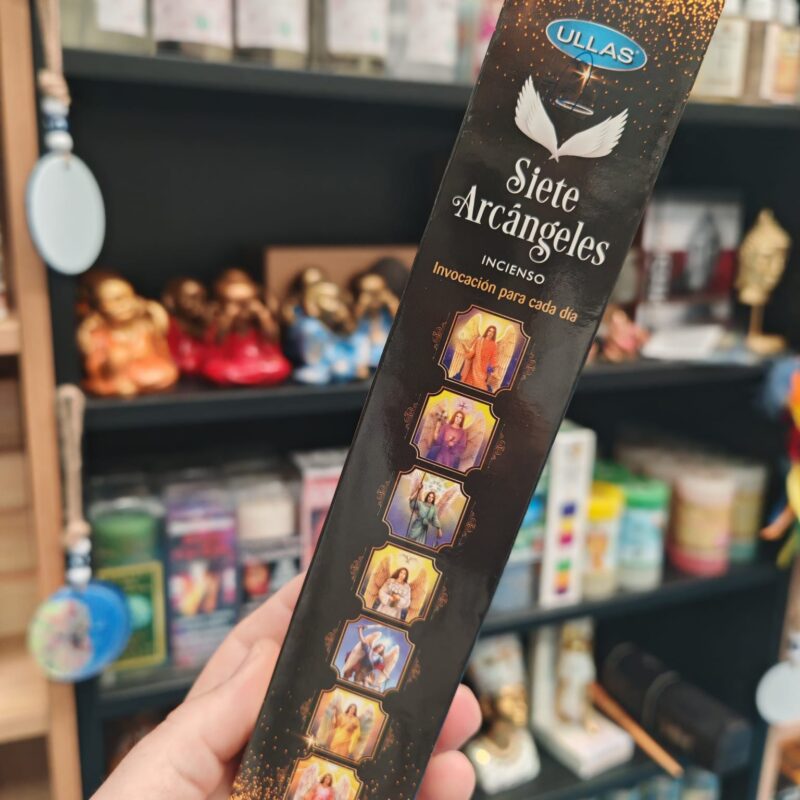 ULLAS®
Siete
Arcángeles
INCIENSO
Invocación para cada día